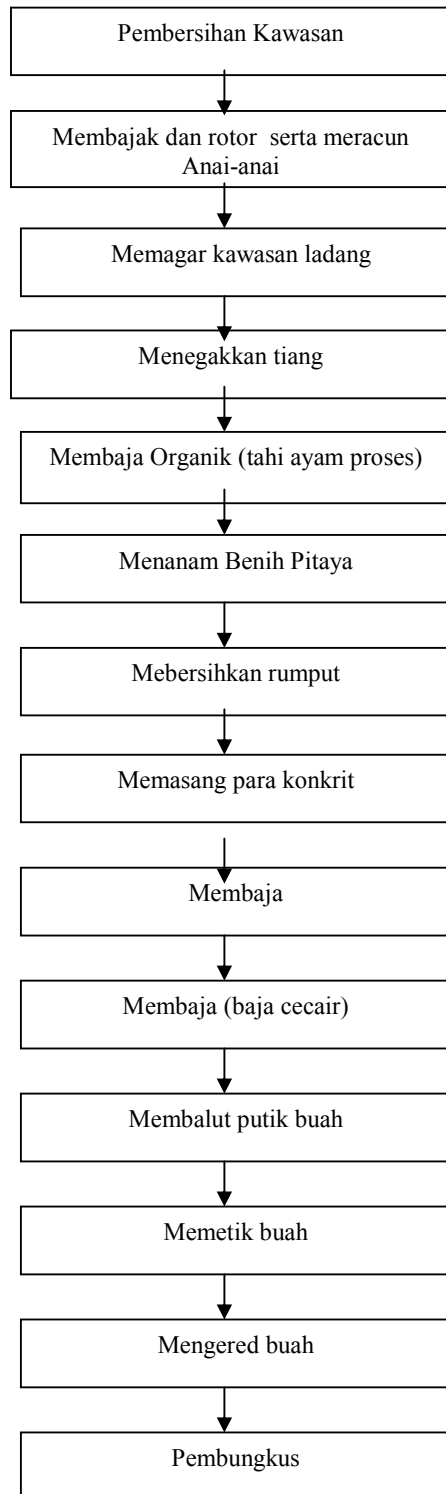 Pembersihan Kawasan
Membajak dan rotor serta meracun
Anai-anai
Memagar kawasan ladang
Menegakkan tiang
Membaja Organik (tahi ayam proses)
Menanam Benih Pitaya
Mebersihkan rumput
Memasang para konkrit
Membaja
Membaja (baja cecair)
Membalut putik buah
Memetik buah
Mengered buah
Pembungkus